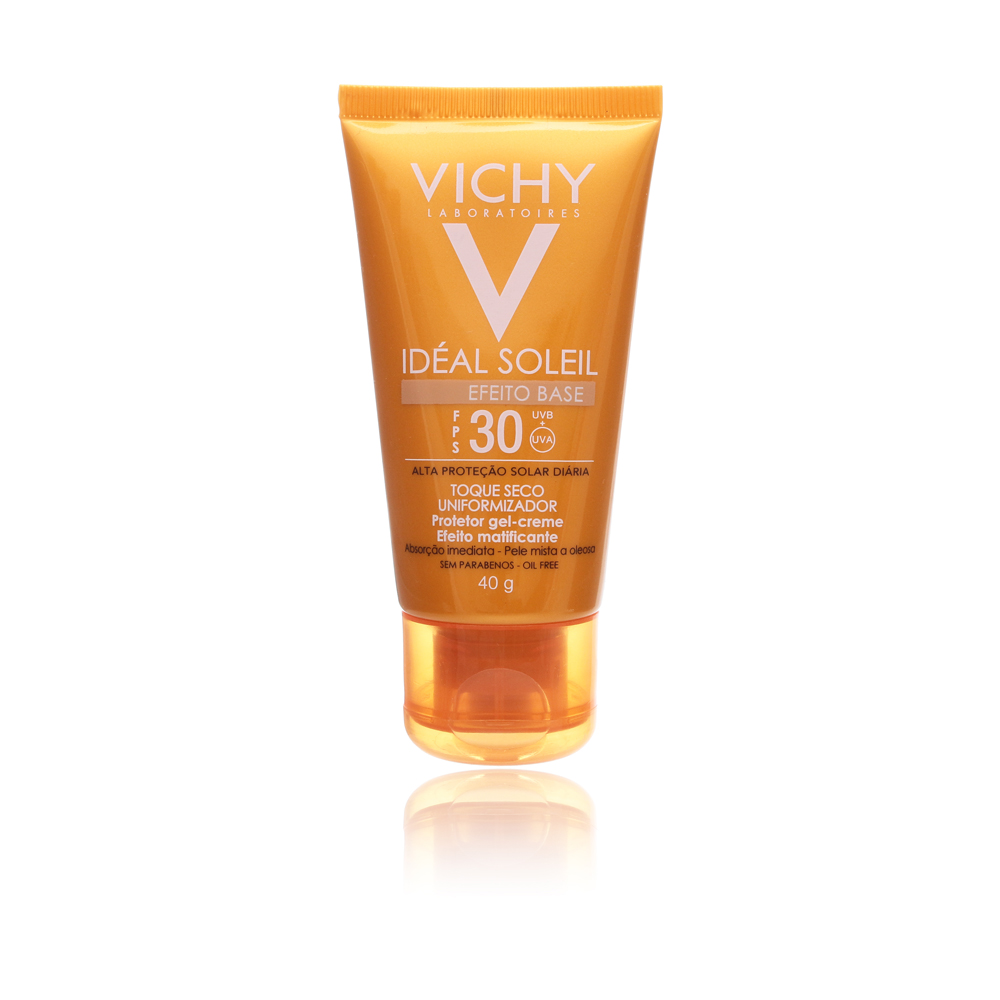 VICHY
LABORATOIRES
V
IDÉAL SOLEIL
EFEITO BASE
FPS 30 UVB + UVA
ALTA PROTEÇÃO SOLAR DIÁRIA
TOQUE SECO
UNIFORMIZADOR
Protetor gel-creme
Efeito matificante
Absorção imediata - Pele mista a oleosa
SEM PARABENOS - OIL FREE
40 g